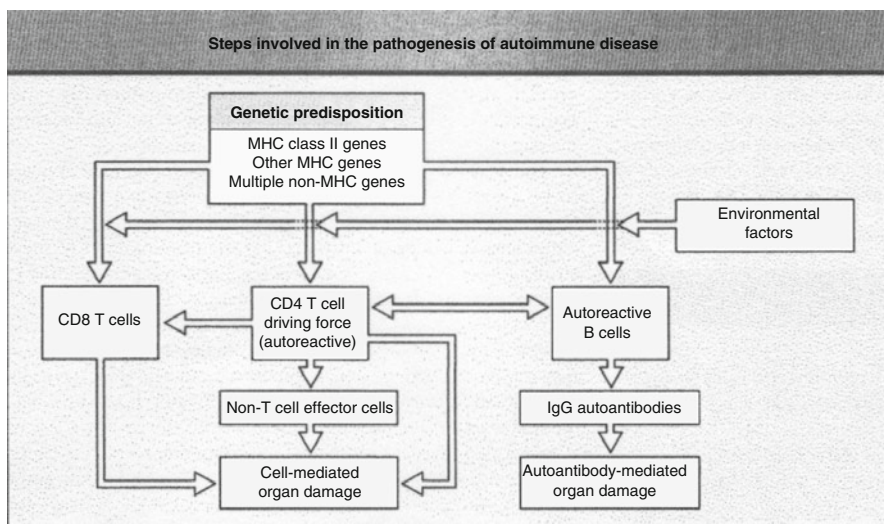 Steps involved in the pathogenesis of autoimmune disease
Genetic predisposition
MHC class II genes
Other MHC genes
Multiple non-MHC genes
Environmental
factors
CD8 T cells
CD4 T cell
driving force
(autoreactive)
Autoreactive
B cells
Non-T cell effector cells
IgG autoantibodies
Cell-mediated
organ damage
Autoantibody-mediated
organ damage